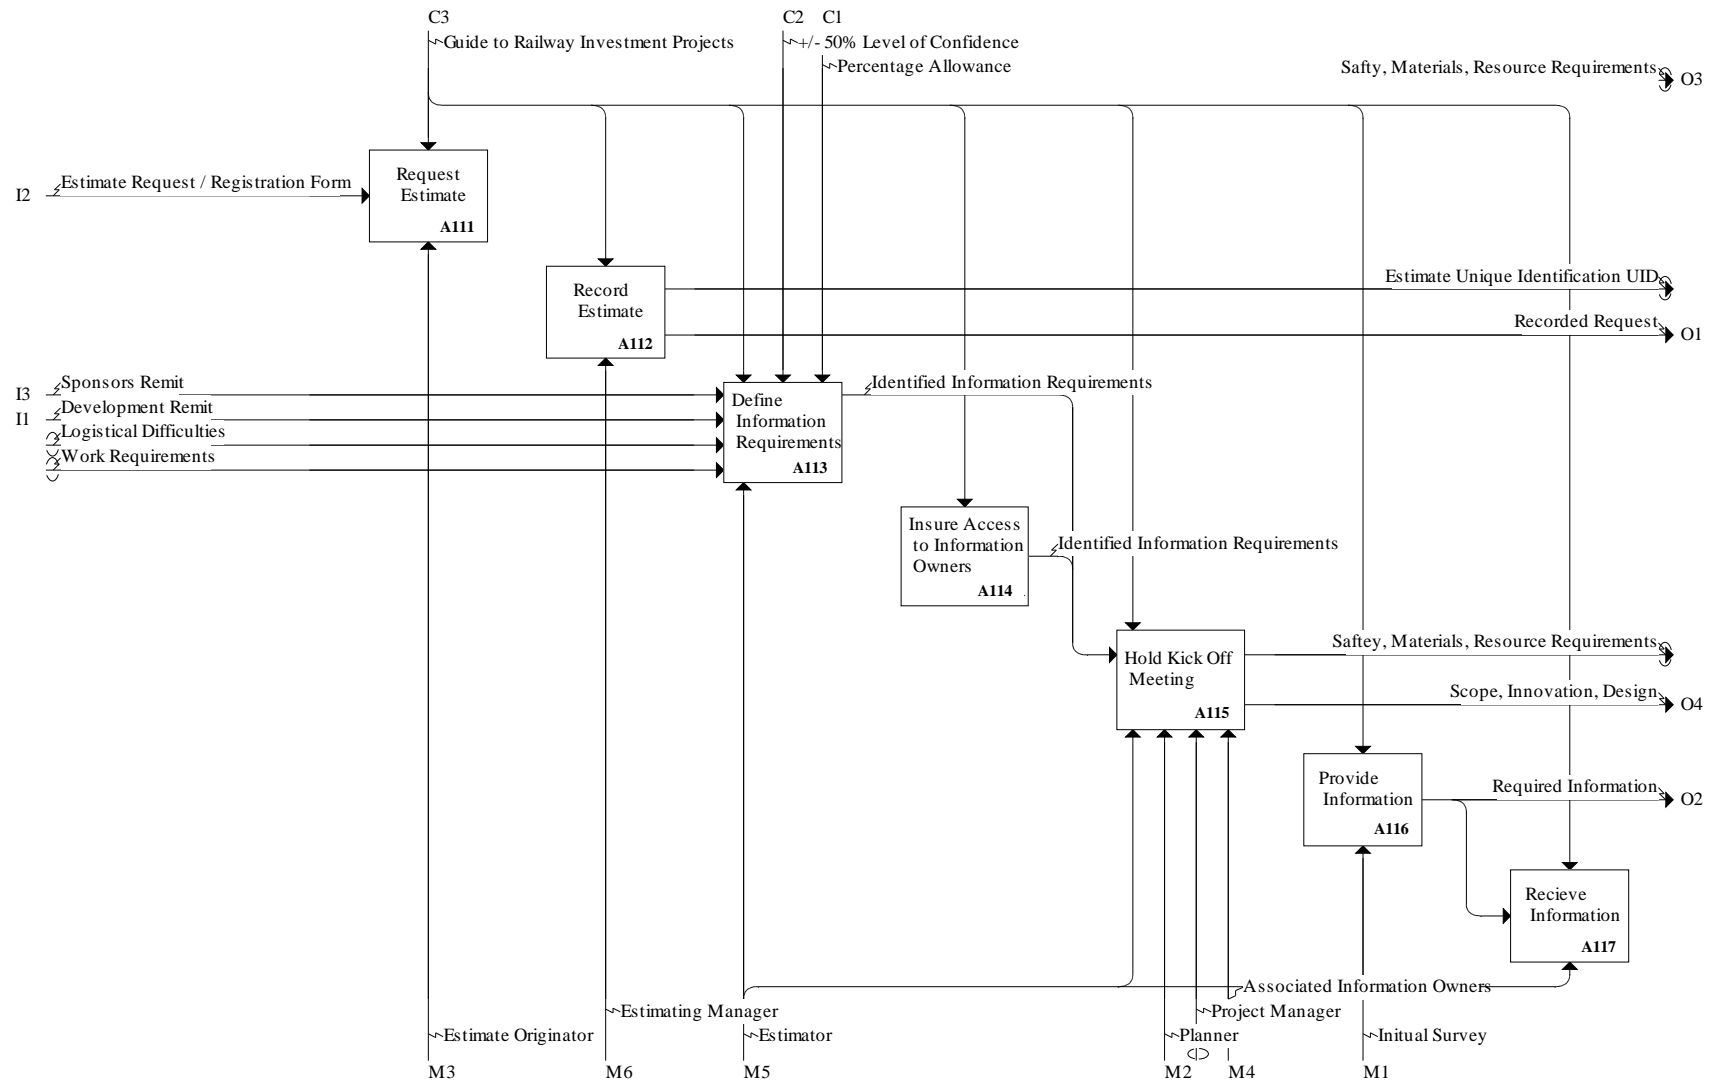 C3
C2 C1
Guide to Railway Investment Projects
+/- 50% Level of Confidence
Percentage Allowance
Safty, Materials, Resource Requirements
O3
Request
Estimate
A111
I2
Estimate Request / Registration Form
Record
Estimate
A112
Estimate Unique Identification UID
Recorded Request
O1
I3
Sponsors Remit
I1
Development Remit
Logistical Difficulties
Work Requirements
Define
Information
Requirements
A113
Identified Information Requirements
Insure Access
to Information
Owners
A114
Identified Information Requirements
Hold Kick Off
Meeting
A115
Saftey, Materials, Resource Requirements
Scope, Innovation, Design
O4
Provide
Information
A116
Required Information
O2
Recieve
Information
A117
Associated Information Owners
Estimating Manager
Project Manager
Estimate Originator
Estimator
Planner
Initual Survey
M3
M6
M5
M2
M4
M1